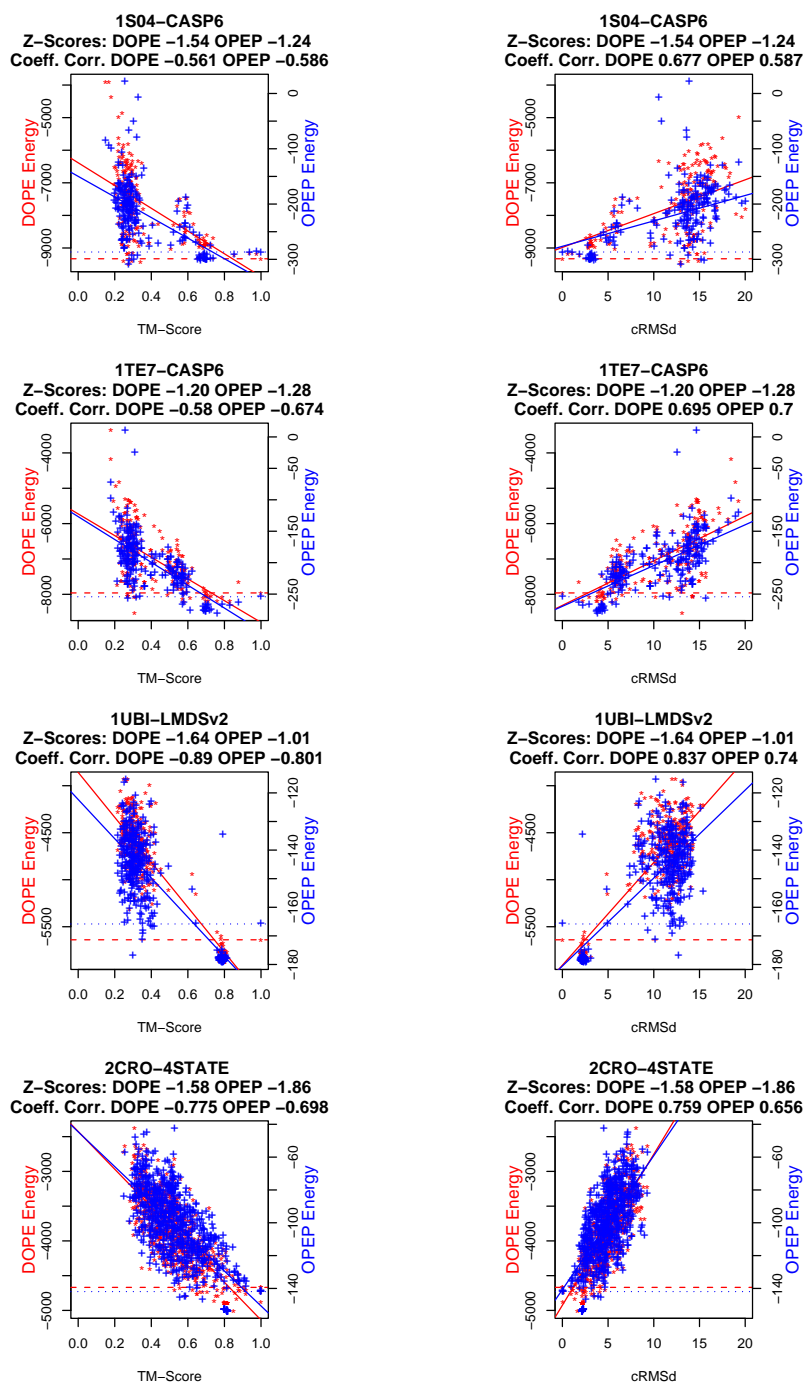 1S04−CASP6
Z−Scores: DOPE −1.54 OPEP −1.24
Coeff. Corr. DOPE −0.561 OPEP −0.586
DOPE Energy
−5000
−7000
−9000
0
−100
−200
−300
OPEP Energy
0.0 0.2 0.4 0.6 0.8 1.0
TM−Score
1S04−CASP6
Z−Scores: DOPE −1.54 OPEP −1.24
Coeff. Corr. DOPE 0.677 OPEP 0.587
DOPE Energy
−5000
−7000
−9000
0
−100
−200
−300
OPEP Energy
0 5 10 15 20
cRMSd
1TE7−CASP6
Z−Scores: DOPE −1.20 OPEP −1.28
Coeff. Corr. DOPE −0.58 OPEP −0.674
DOPE Energy
−4000
−6000
−8000
0
−50
−150
−250
OPEP Energy
0.0 0.2 0.4 0.6 0.8 1.0
TM−Score
1TE7−CASP6
Z−Scores: DOPE −1.20 OPEP −1.28
Coeff. Corr. DOPE 0.695 OPEP 0.7
DOPE Energy
−4000
−6000
−8000
0
−50
−150
−250
OPEP Energy
0 5 10 15 20
cRMSd
1UBI−LMDSv2
Z−Scores: DOPE −1.64 OPEP −1.01
Coeff. Corr. DOPE −0.89 OPEP −0.801
DOPE Energy
−4500
−5500
−120
−140
−160
−180
OPEP Energy
0.0 0.2 0.4 0.6 0.8 1.0
TM−Score
1UBI−LMDSv2
Z−Scores: DOPE −1.64 OPEP −1.01
Coeff. Corr. DOPE 0.837 OPEP 0.74
DOPE Energy
−4500
−5500
−120
−140
−160
−180
OPEP Energy
0 5 10 15 20
cRMSd
2CRO−4STATE
Z−Scores: DOPE −1.58 OPEP −1.86
Coeff. Corr. DOPE −0.775 OPEP −0.698
DOPE Energy
−3000
−4000
−5000
−60
−100
−140
OPEP Energy
0.0 0.2 0.4 0.6 0.8 1.0
TM−Score
2CRO−4STATE
Z−Scores: DOPE −1.58 OPEP −1.86
Coeff. Corr. DOPE 0.759 OPEP 0.656
DOPE Energy
−3000
−4000
−5000
−60
−100
−140
OPEP Energy
0 5 10 15 20
cRMSd